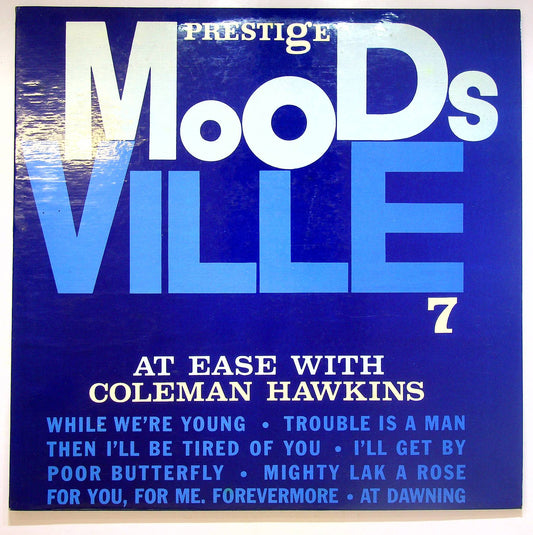 PRESTIgE
MooDs
VILLE
7
AT EASE WITH
COLEMAN HAWKINS
WHILE WE'RE YOUNG • TROUBLE IS A MAN
THEN I'LL BE TIRED OF YOU • I'LL GET BY
POOR BUTTERFLY • MIGHTY LAK A ROSE
FOR YOU, FOR ME. FOREVERMORE • AT DAWNING